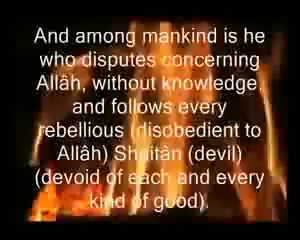 And among mankind is he
who disputes concerning
Allâh, without knowledge,
and follows every
rebellious (disobedient to
Allâh) Shaitân (devil)
(devoid of each and every
kind of good).